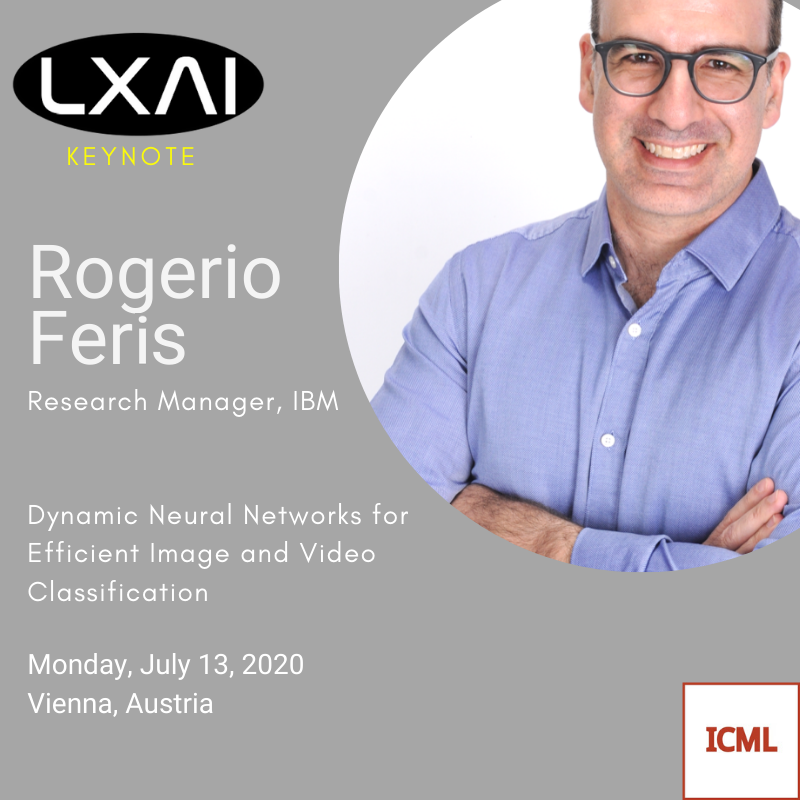 LXAI
KEYNOTE
Rogerio
Feris
Research Manager, IBM
Dynamic Neural Networks for
Efficient Image and Video
Classification
Monday, July 13, 2020
Vienna, Austria
ICML